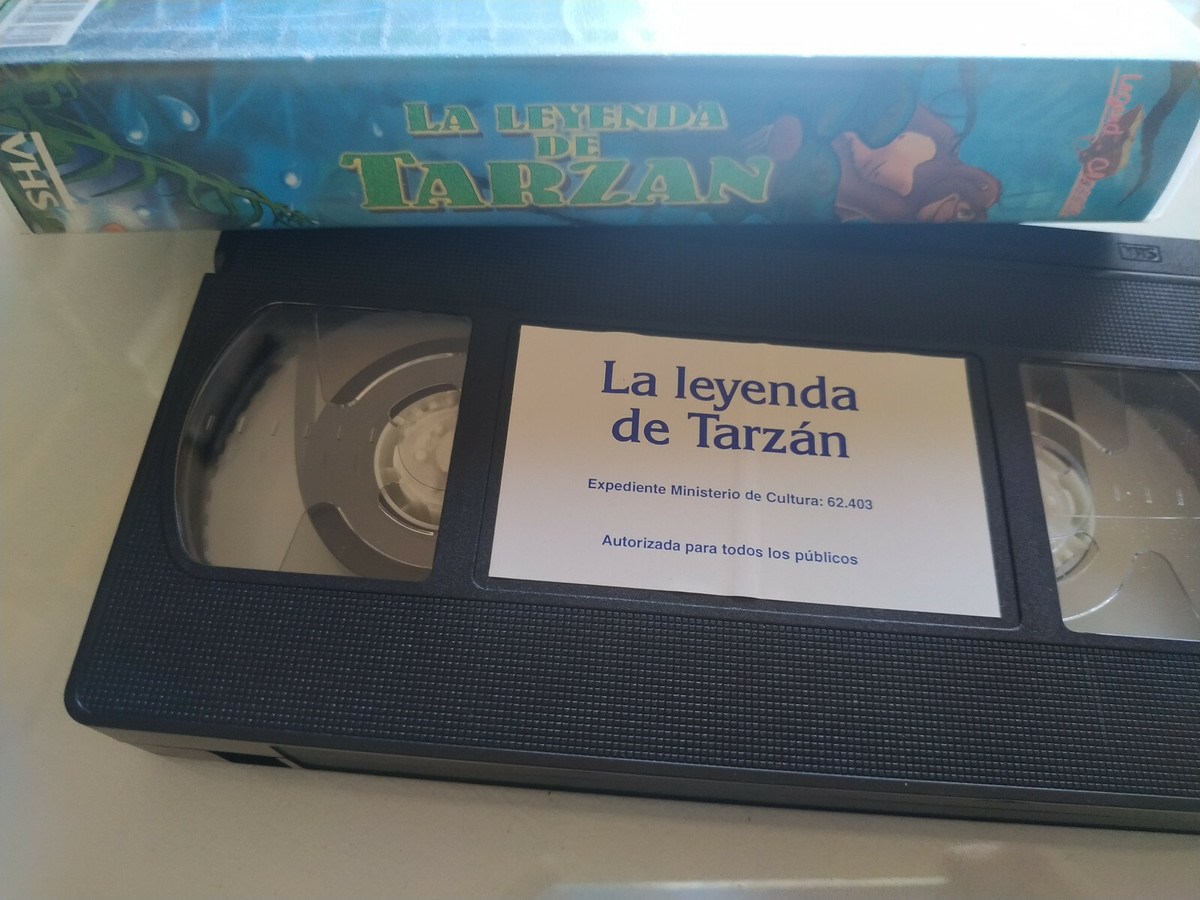 LA LEYENDA
DE
TARZAN
VHS
VHS
La leyenda
de Tarzán
Expediente Ministerio de Cultura: 62.403
Autorizada para todos los públicos